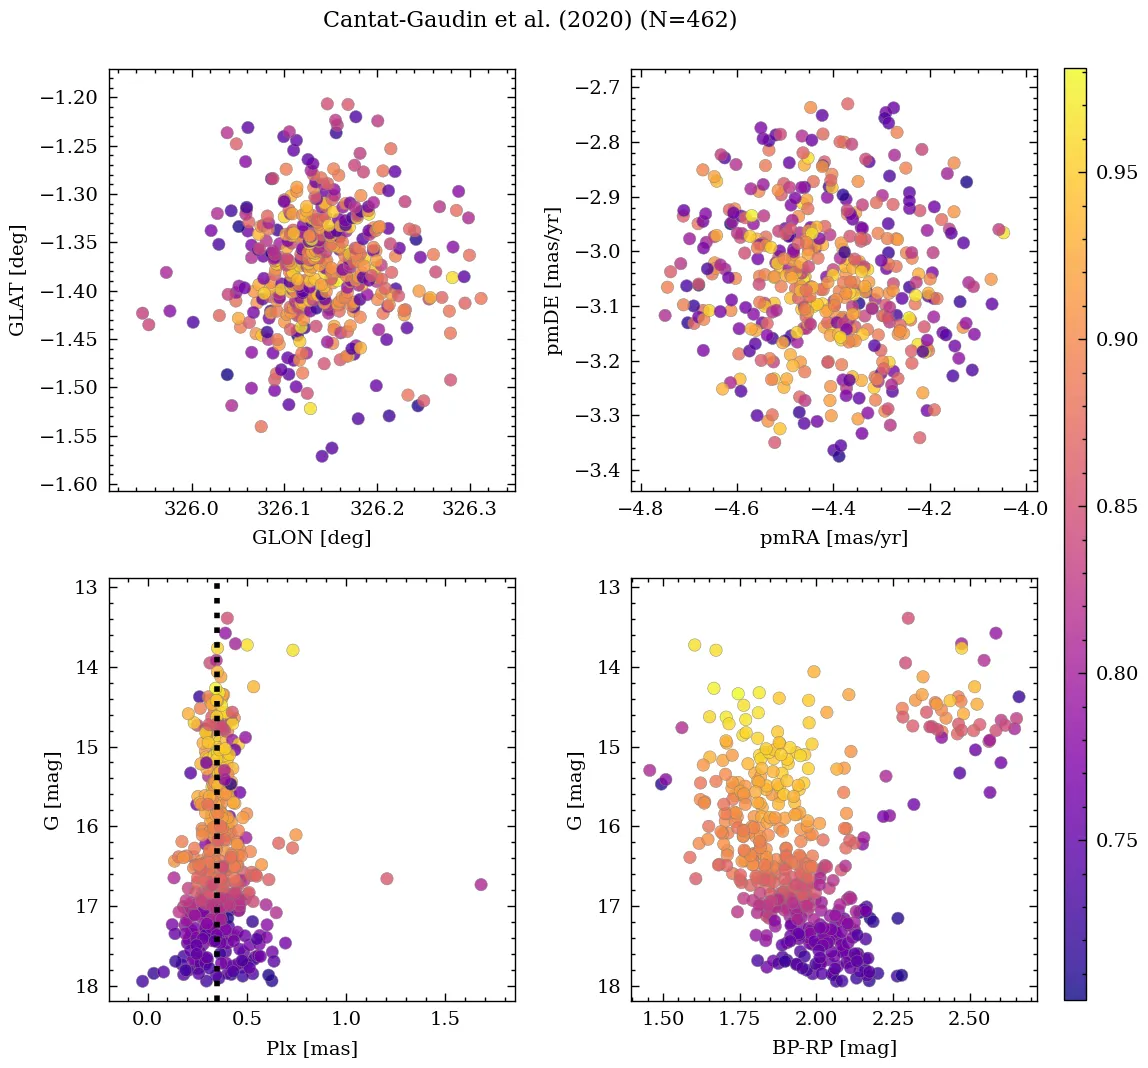 Cantat-Gaudin et al. (2020) (N=462)
−1.20
−1.25
−1.30
−1.35
−1.40
−1.45
−1.50
−1.55
−1.60
GLAT [deg]
326.0 326.1 326.2 326.3
GLON [deg]
−2.7
−2.8
−2.9
−3.0
−3.1
−3.2
−3.3
−3.4
pmDE [mas/yr]
−4.8 −4.6 −4.4 −4.2 −4.0
pmRA [mas/yr]
13
14
15
16
17
18
G [mag]
0.0 0.5 1.0 1.5
Plx [mas]
13
14
15
16
17
18
G [mag]
1.50 1.75 2.00 2.25 2.50
BP-RP [mag]
0.95
0.90
0.85
0.80
0.75